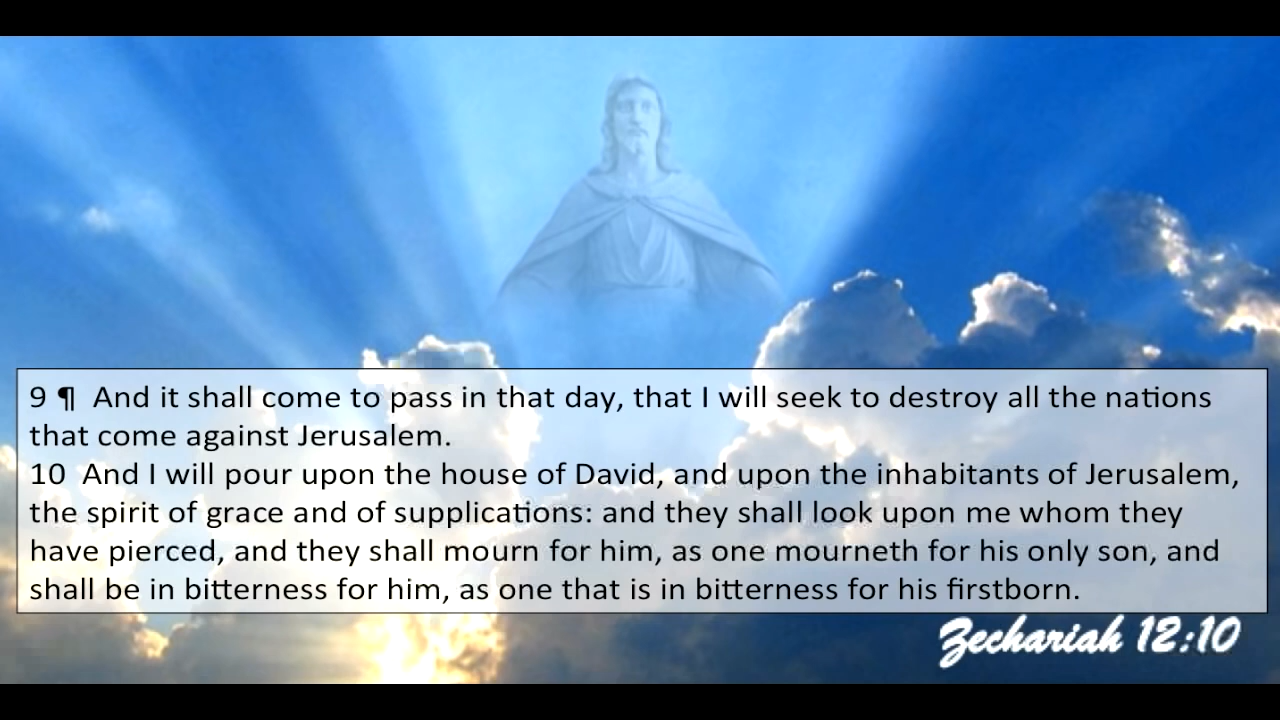 9 ¶  And it shall come to pass in that day, that I will seek to destroy all the nations
that come against Jerusalem.
10  And I will pour upon the house of David, and upon the inhabitants of Jerusalem,
the spirit of grace and of supplications: and they shall look upon me whom they
have pierced, and they shall mourn for him, as one mourneth for his only son, and
shall be in bitterness for him, as one that is in bitterness for his firstborn.
Zechariah 12:10